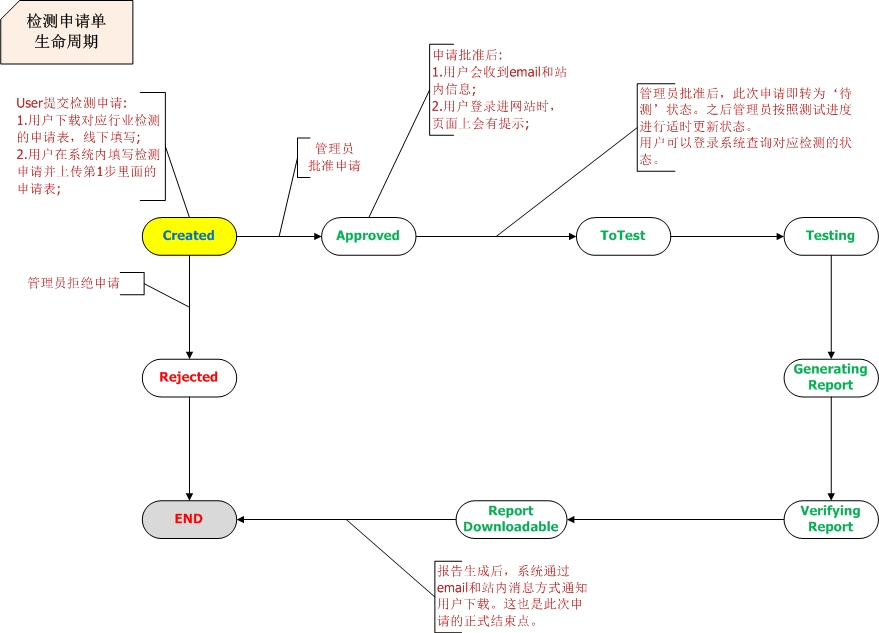 检测申请单
生命周期
User提交检测申请:
1.用户下载对应行业检测
的申请表，线下填写;
2.用户在系统内填写检测
申请并上传第1步里面的
申请表;
管理员
批准申请
申请批准后:
1.用户会收到email和站
内信息;
2.用户登录进网站时，
页面上会有提示;
管理员批准后，此次申请即转为‘待
测’状态。之后管理员按照测试进度
进行适时更新状态。
用户可以登录系统查询对应检测的状
态。
Created
Approved
ToTest
Testing
管理员拒绝申请
Rejected
Generating
Report
END
Report
Downloadable
Verifying
Report
报告生成后，系统通过
email和站内消息方式通知
用户下载。这也是此次申
请的正式结束点。